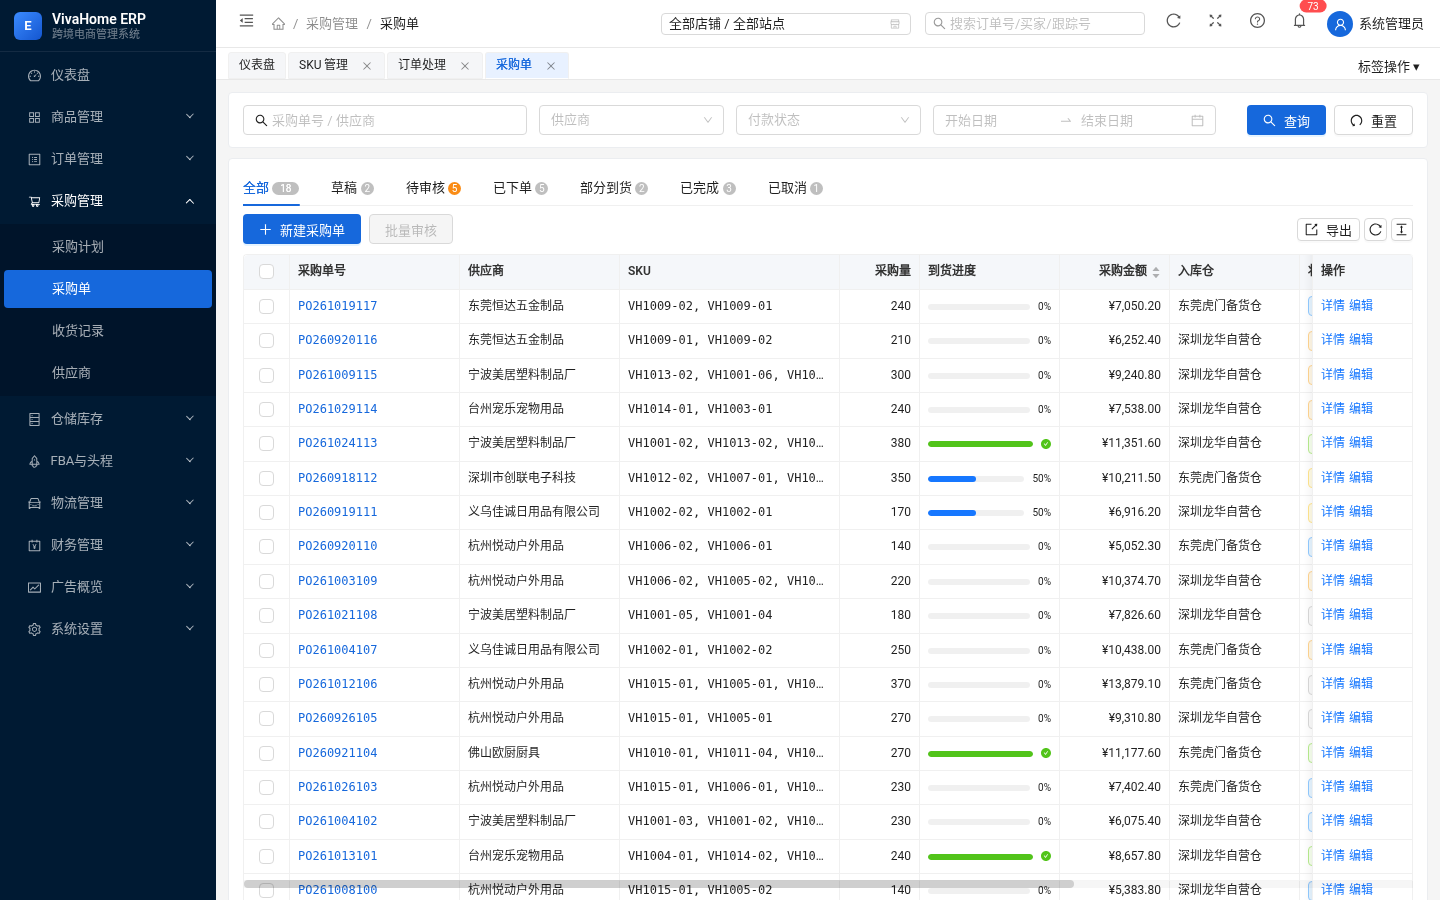 E
VivaHome ERP
跨境电商管理系统
仪表盘
商品管理
订单管理
采购管理
采购计划
采购单
收货记录
供应商
仓储库存
FBA与头程
物流管理
财务管理
广告概览
系统设置
/ 采购管理 / 采购单
全部店铺 / 全部站点
搜索订单号/买家/跟踪号
73
系统管理员
仪表盘
SKU 管理
订单处理
采购单
标签操作 ▾
采购单号 / 供应商
供应商
付款状态
开始日期
结束日期
查询
重置
全部 18
草稿 2
待审核 5
已下单 5
部分到货 2
已完成 3
已取消 1
新建采购单
批量审核
导出
采购单号 供应商 SKU 采购量 到货进度 采购金额 入库仓 操作
PO261019117 东莞恒达五金制品 VH1009-02, VH1009-01 240 0% ¥7,050.20 东莞虎门备货仓 详情 编辑
PO260920116 东莞恒达五金制品 VH1009-01, VH1009-02 210 0% ¥6,252.40 深圳龙华自营仓 详情 编辑
PO261009115 宁波美居塑料制品厂 VH1013-02, VH1001-06, VH10… 300 0% ¥9,240.80 深圳龙华自营仓 详情 编辑
PO261029114 台州宠乐宠物用品 VH1014-01, VH1003-01 240 0% ¥7,538.00 深圳龙华自营仓 详情 编辑
PO261024113 宁波美居塑料制品厂 VH1001-02, VH1013-02, VH10… 380 ¥11,351.60 深圳龙华自营仓 详情 编辑
PO260918112 深圳市创联电子科技 VH1012-02, VH1007-01, VH10… 350 50% ¥10,211.50 东莞虎门备货仓 详情 编辑
PO260919111 义乌佳诚日用品有限公司 VH1002-02, VH1002-01 170 50% ¥6,916.20 深圳龙华自营仓 详情 编辑
PO260920110 杭州悦动户外用品 VH1006-02, VH1006-01 140 0% ¥5,052.30 东莞虎门备货仓 详情 编辑
PO261003109 杭州悦动户外用品 VH1006-02, VH1005-02, VH10… 220 0% ¥10,374.70 深圳龙华自营仓 详情 编辑
PO261021108 宁波美居塑料制品厂 VH1001-05, VH1001-04 180 0% ¥7,826.60 深圳龙华自营仓 详情 编辑
PO261004107 义乌佳诚日用品有限公司 VH1002-01, VH1002-02 250 0% ¥10,438.00 东莞虎门备货仓 详情 编辑
PO261012106 杭州悦动户外用品 VH1015-01, VH1005-01, VH10… 370 0% ¥13,879.10 东莞虎门备货仓 详情 编辑
PO260926105 杭州悦动户外用品 VH1015-01, VH1005-01 270 0% ¥9,310.80 深圳龙华自营仓 详情 编辑
PO260921104 佛山欧厨厨具 VH1010-01, VH1011-04, VH10… 270 ¥11,177.60 东莞虎门备货仓 详情 编辑
PO261026103 杭州悦动户外用品 VH1015-01, VH1006-01, VH10… 230 0% ¥7,402.40 东莞虎门备货仓 详情 编辑
PO261004102 宁波美居塑料制品厂 VH1001-03, VH1001-02, VH10… 230 0% ¥6,075.40 深圳龙华自营仓 详情 编辑
PO261013101 台州宠乐宠物用品 VH1004-01, VH1014-02, VH10… 240 ¥8,657.80 深圳龙华自营仓 详情 编辑
PO261008100 杭州悦动户外用品 VH1015-01, VH1005-02 140 0% ¥5,383.80 深圳龙华自营仓 详情 编辑